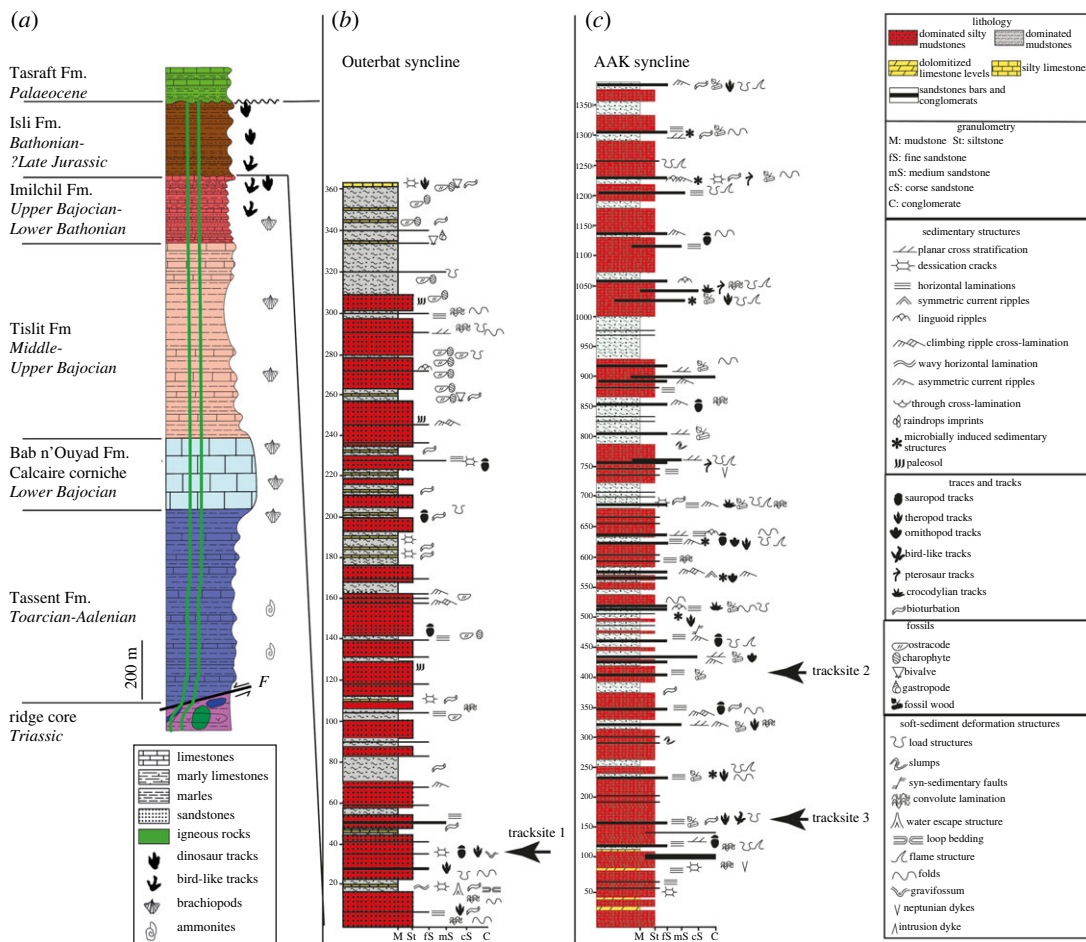 (a)
Tasraft Fm.
Palaeocene
Isli Fm.
Bathonian-
?Late Jurassic
Imilchil Fm.
Upper Bajocian-
Lower Bathonian
Tislit Fm
Middle-
Upper Bajocian
Bab n'Ouyad Fm.
Calcaire corniche
Lower Bajocian
Tassent Fm.
Toarcian-Aalenian
200 m
F
ridge core
Triassic
limestones
marly limestones
marles
sandstones
igneous rocks
dinosaur tracks
bird-like tracks
brachiopods
ammonites
(b)
Outerbat syncline
360
340
320
300
280
260
240
220
200
180
160
140
120
100
80
60
40
20
M St fS mS cS C
tracksite 1
(c)
AAK syncline
1350
1300
1250
1200
1150
1100
1050
1000
950
900
850
800
750
700
650
600
550
500
450
400
350
300
250
200
150
100
50
M St fS mS cS C
tracksite 2
tracksite 3
lithology
dominated silty
mudstones
dominated
mudstones
dolomitized
limestone levels
silty limestones
sandstones bars and
conglomerats
granulometry
M: mudstone St: siltstone
fS: fine sandstone
mS: medium sandstone
cS: corse sandstone
C: conglomerate
sedimentary structures
planar cross stratification
dessication cracks
horizontal laminations
symmetric current ripples
linguoid ripples
climbing ripple cross-lamination
wavy horizontal lamination
asymmetric current ripples
through cross-lamination
raindrops imprints
microbially induced sedimentary
structures
paleosol
traces and tracks
sauropod tracks
theropod tracks
ornithopod tracks
bird-like tracks
pterosaur tracks
crocodylian tracks
bioturbation
fossils
ostracode
charophyte
bivalve
gastropode
fossil wood
soft-sediment deformation structures
load structures
slumps
syn-sedimentary faults
convolute lamination
water escape structure
loop bedding
flame structure
folds
gravifossum
neptunian dykes
intrusion dyke